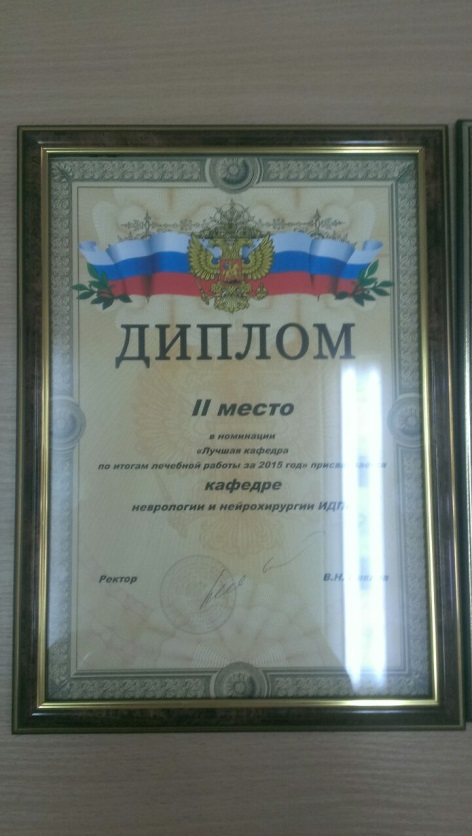 ДИПЛОМ
II место
в номинации
«Лучшая кафедра
по итогам лечебной работы за 2015 год»
кафедре
неврологии и нейрохирургии
Ректор